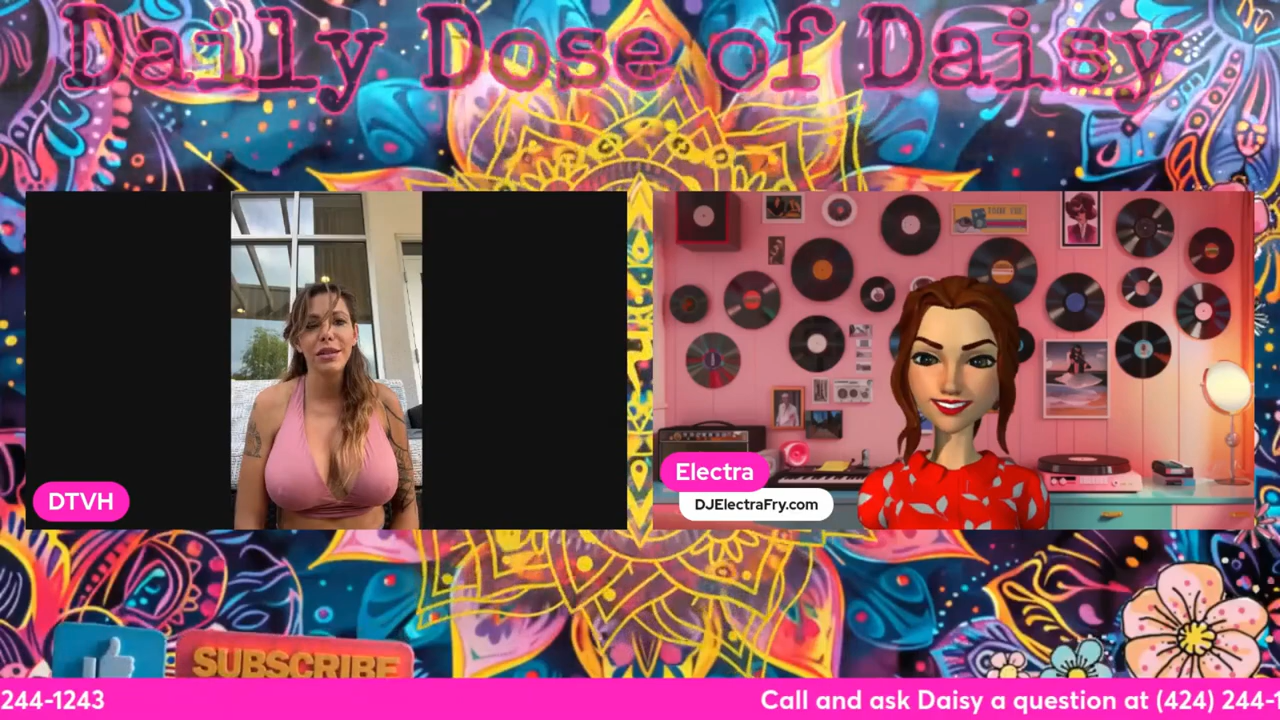 Daily Dose of Daisy
DTVH
Electra
DJElectraFry.com
SUBSCRIBE
244-1243
Call and ask Daisy a question at (424) 244-1